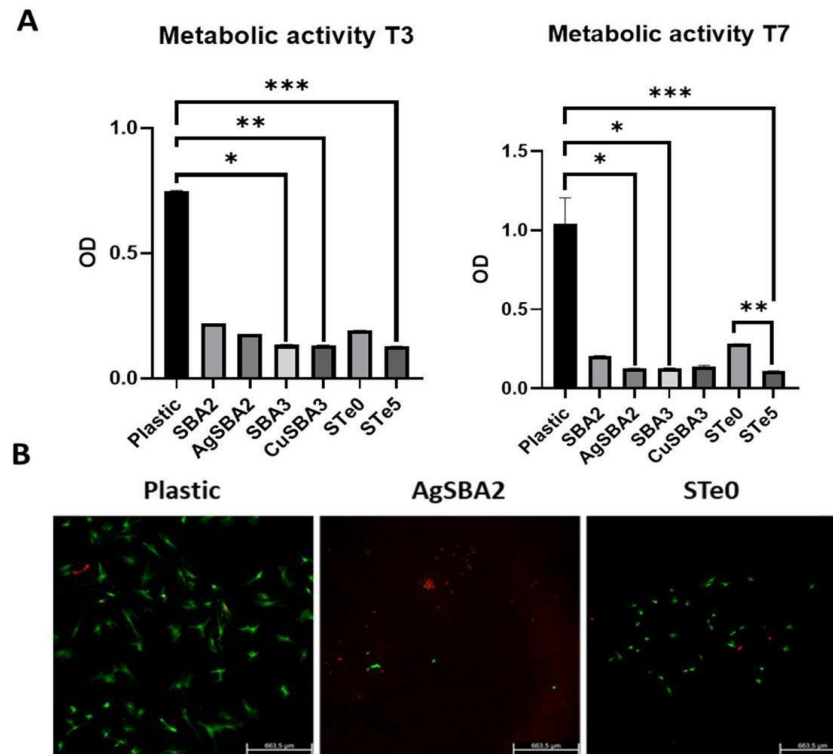 A
Metabolic activity T3
Metabolic activity T7
***
**
*
1.0
0.5
0.0
OD
Plastic
SBA2
AgSBA2
SBA3
CuSBA3
STe0
STe5
***
*
*
**
1.5
1.0
0.5
0.0
OD
Plastic
SBA2
AgSBA2
SBA3
CuSBA3
STe0
STe5
B
Plastic
AgSBA2
STe0
663.5 µm
663.5 µm
663.5 µm